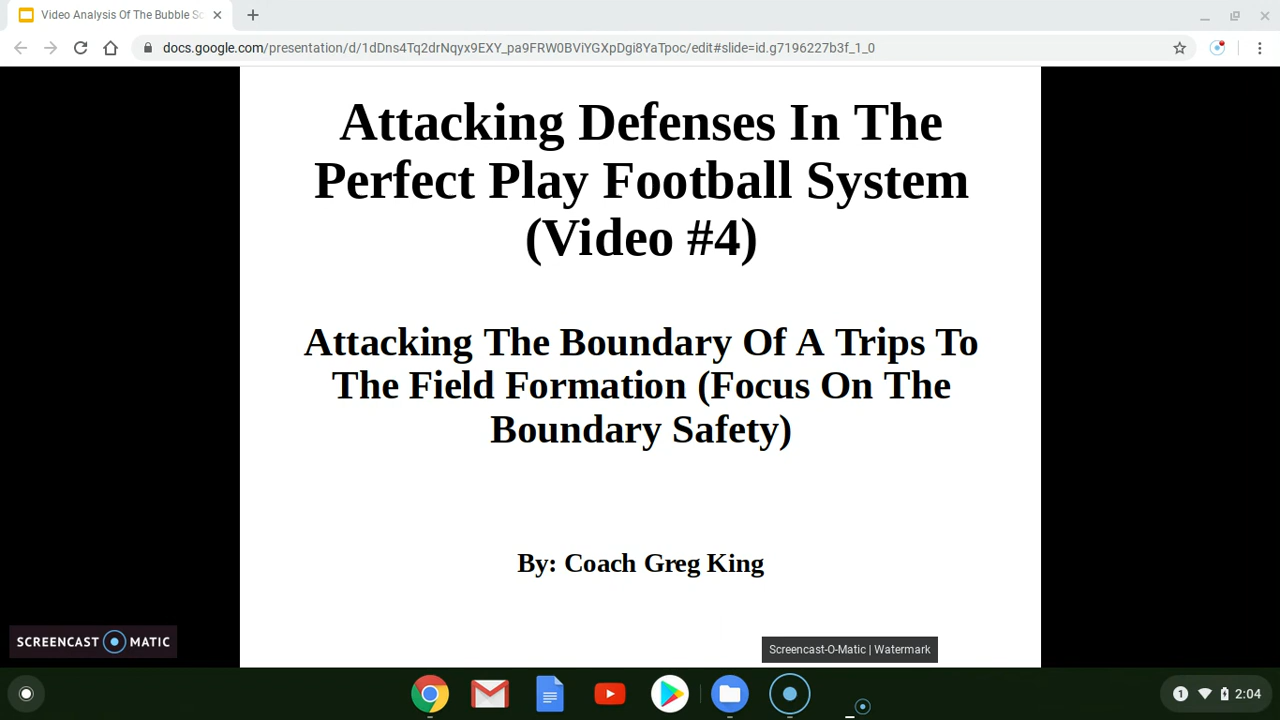 Video Analysis Of The Bubble Sc
docs.google.com/presentation/d/1dDns4Tq2drNqyx9EXY_pa9FRW0BViYGXpDgi8YaTpoc/edit#slide=id.g7196227b3f_1_0
Attacking Defenses In The
Perfect Play Football System
(Video #4)
Attacking The Boundary Of A Trips To
The Field Formation (Focus On The
Boundary Safety)
By: Coach Greg King
SCREENCAST MATIC
Screencast-O-Matic | Watermark
1 2:04